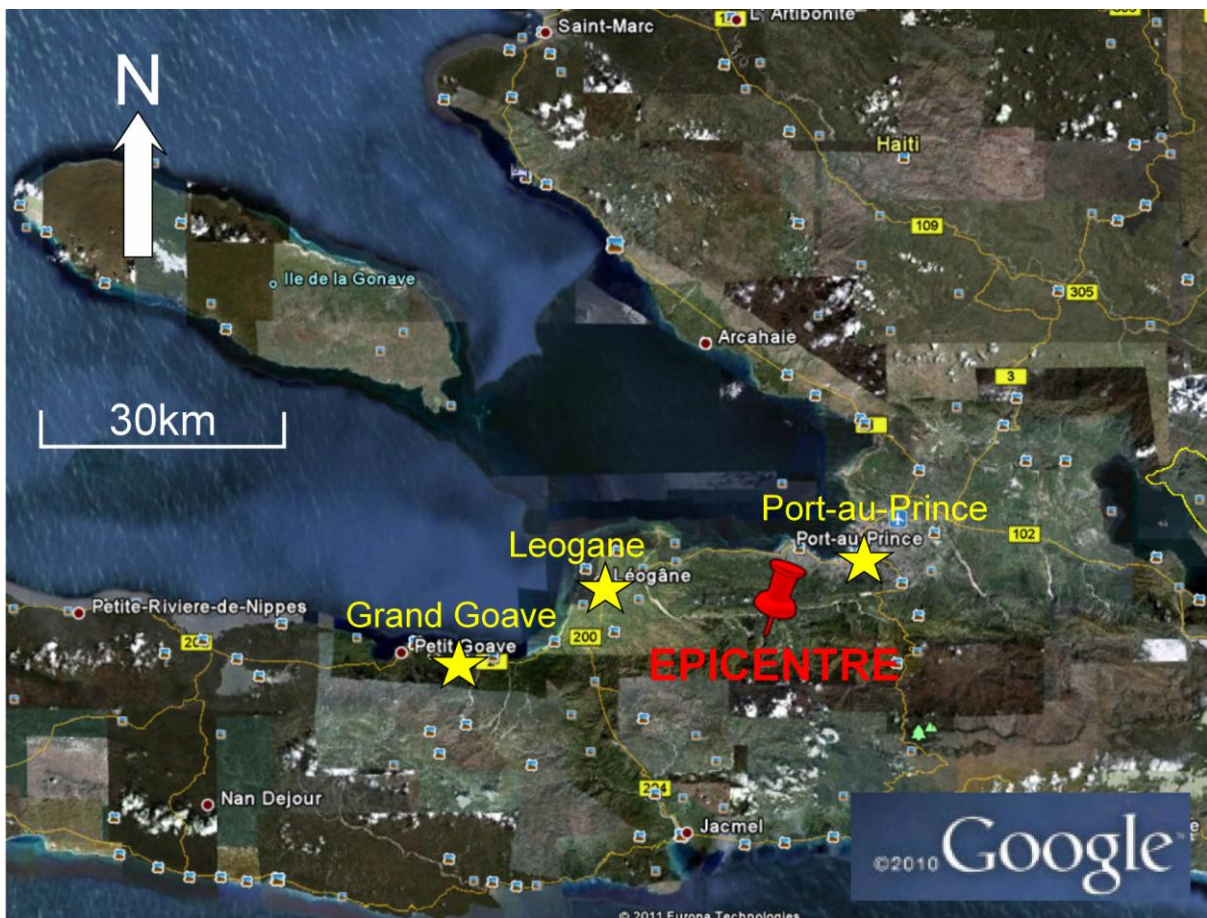 L' Artibonite
Saint-Marc
N
Haiti
109
Ile de la Gonave
305
Arcahaie
3
30km
Port-au-Prince
Port-au-Prince
102
Leogane
Léogâne
Grand Goave
Petite-Riviere-de-Nippes
200
Petit Goave
EPICENTRE
204
Nan Dejour
Jacmel
©2010 Google™
© 2011 Europa Technologies